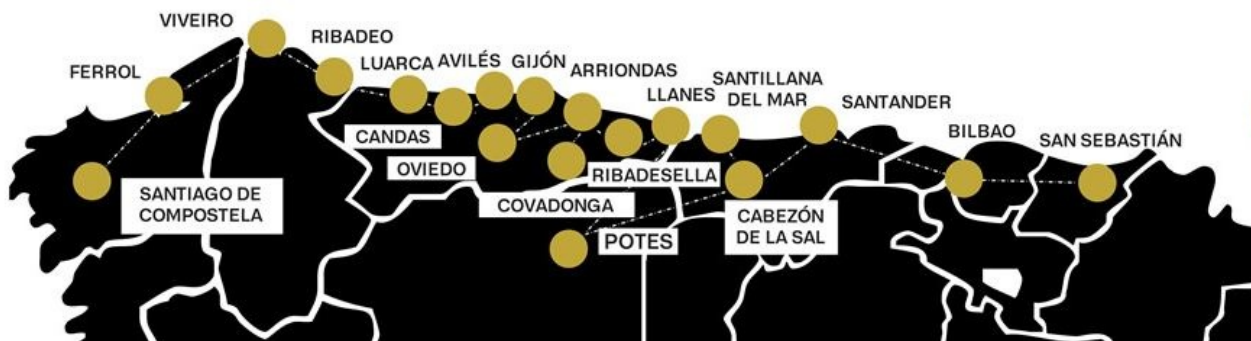 VIVEIRO
RIBADEO
FERROL
LUARCA
AVILÉS
GIJÓN
ARRIONDAS
LLANES
SANTILLANA
DEL MAR
SANTANDER
BILBAO
SAN SEBASTIÁN
CANDAS
OVIEDO
RIBADESELLA
SANTIAGO DE
COMPOSTELA
COVADONGA
CABEZÓN
DE LA SAL
POTES